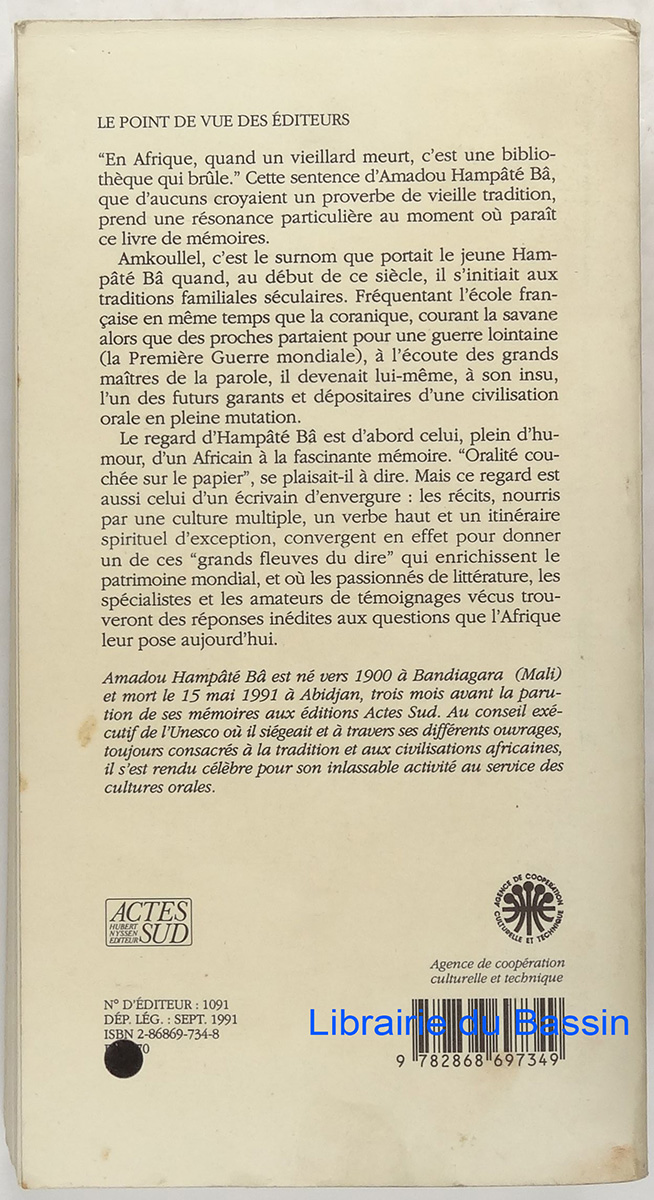 LE POINT DE VUE DES ÉDITEURS
“En Afrique, quand un vieillard meurt, c’est une biblio-
thèque qui brûle.” Cette sentence d’Amadou Hampâté Bâ,
que d’aucuns croyaient un proverbe de vieille tradition,
prend une résonance particulière au moment où paraît
ce livre de mémoires.
Amkoullel, c’est le surnom que portait le jeune Ham-
pâté Bâ quand, au début de ce siècle, il s’initiait aux
traditions familiales séculaires. Fréquentant l’école fran-
çaise en même temps que la coranique, courant la savane
alors que des proches partaient pour une guerre lointaine
(la Première Guerre mondiale), à l’écoute des grands
maîtres de la parole, il devenait lui-même, à son insu,
l’un des futurs garants et dépositaires d’une civilisation
orale en pleine mutation.
Le regard d’Hampâté Bâ est d’abord celui, plein d’hu-
mour, d’un Africain à la fascinante mémoire. “Oralité cou-
chée sur le papier”, se plaisait-il à dire. Mais ce regard est
aussi celui d’un écrivain d’envergure : les récits, nourris
par une culture multiple, un verbe haut et un itinéraire
spirituel d’exception, convergent en effet pour donner
un de ces “grands fleuves du dire” qui enrichissent le
patrimoine mondial, et où les passionnés de littérature, les
spécialistes et les amateurs de témoignages vécus trou-
veront des réponses inédites aux questions que l’Afrique
leur pose aujourd’hui.
Amadou Hampâté Bâ est né vers 1900 à Bandiagara (Mali)
et mort le 15 mai 1991 à Abidjan, trois mois avant la paru-
tion de ses mémoires aux éditions Actes Sud. Au conseil exé-
cutif de l’Unesco où il siégeait et à travers ses différents ouvrages,
toujours consacrés à la tradition et aux civilisations africaines,
il s’est rendu célèbre pour son inlassable activité au service des
cultures orales.
ACTES
HUBERT
NYSSEN
EDITEUR
SUD
AGENCE DE COOPÉRATION
CULTURELLE ET TECHNIQUE
Agence de coopération
culturelle et technique
N° D’ÉDITEUR : 1091
DÉP. LÉG. : SEPT. 1991
ISBN 2-86869-734-8
70
Librairie du Bassin
9 782868 697349